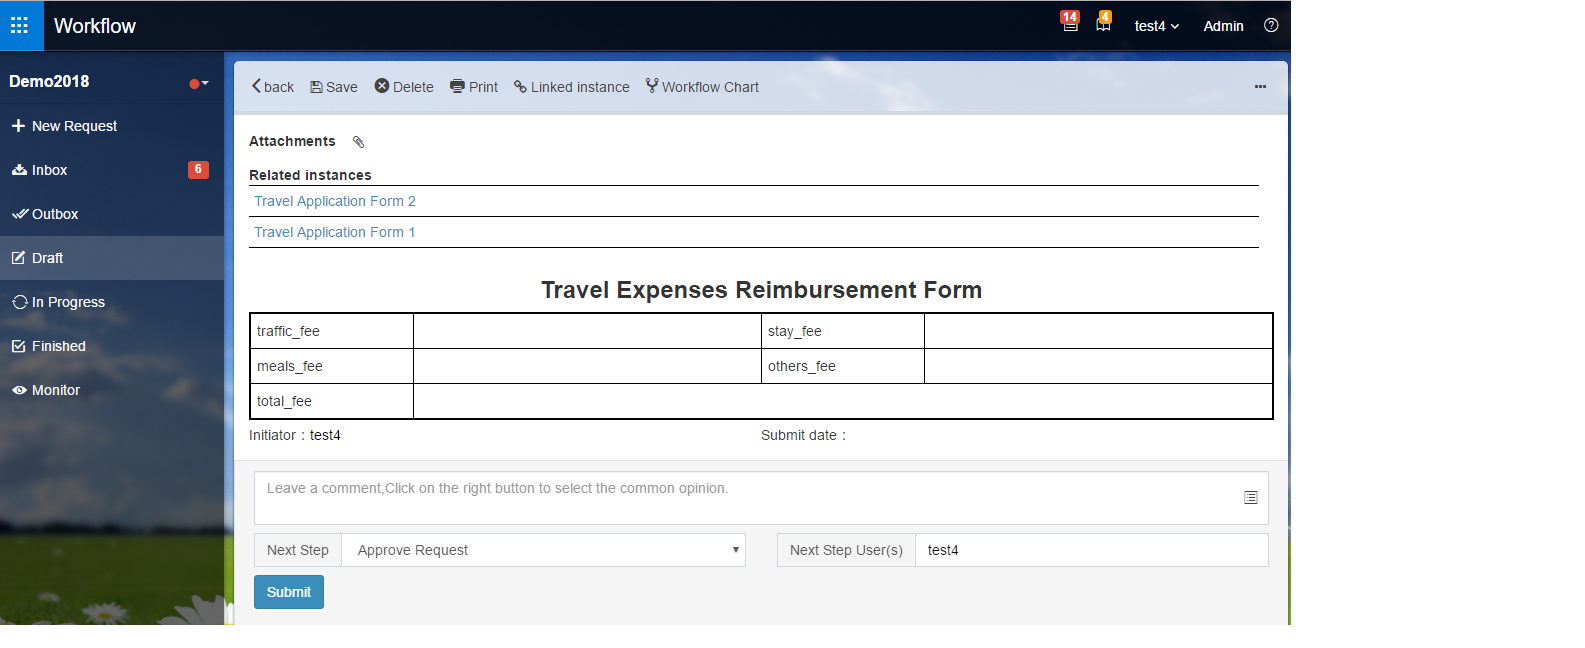 Workflow
14
4
test4
Admin
Demo2018
New Request
Inbox
6
Outbox
Draft
In Progress
Finished
Monitor
back
Save
Delete
Print
Linked instance
Workflow Chart
Attachments
Related instances
Travel Application Form 2
Travel Application Form 1
Travel Expenses Reimbursement Form
traffic_fee
stay_fee
meals_fee
others_fee
total_fee
Initiator : test4
Submit date :
Leave a comment,Click on the right button to select the common opinion.
Next Step
Approve Request
Next Step User(s)
test4
Submit